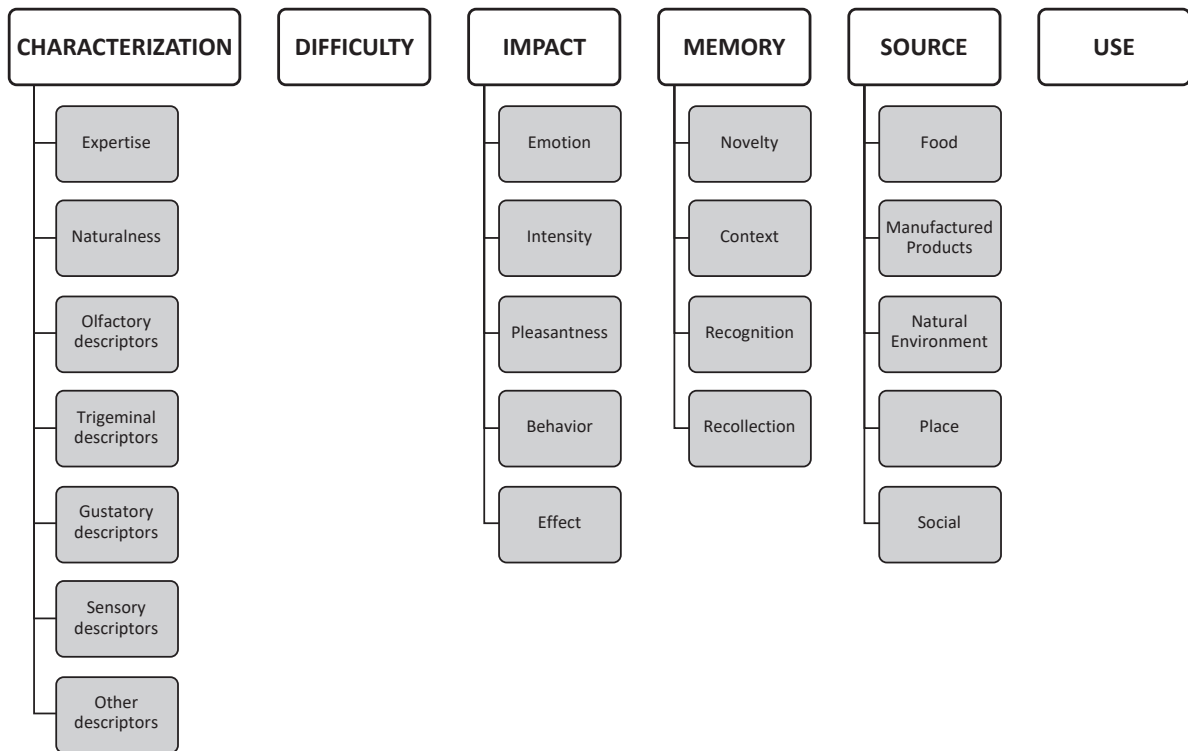 CHARACTERIZATION
Expertise
Naturalness
Olfactory
descriptors
Trigeminal
descriptors
Gustatory
descriptors
Sensory
descriptors
Other
descriptors
DIFFICULTY
IMPACT
Emotion
Intensity
Pleasantness
Behavior
Effect
MEMORY
Novelty
Context
Recognition
Recollection
SOURCE
Food
Manufactured
Products
Natural
Environment
Place
Social
USE